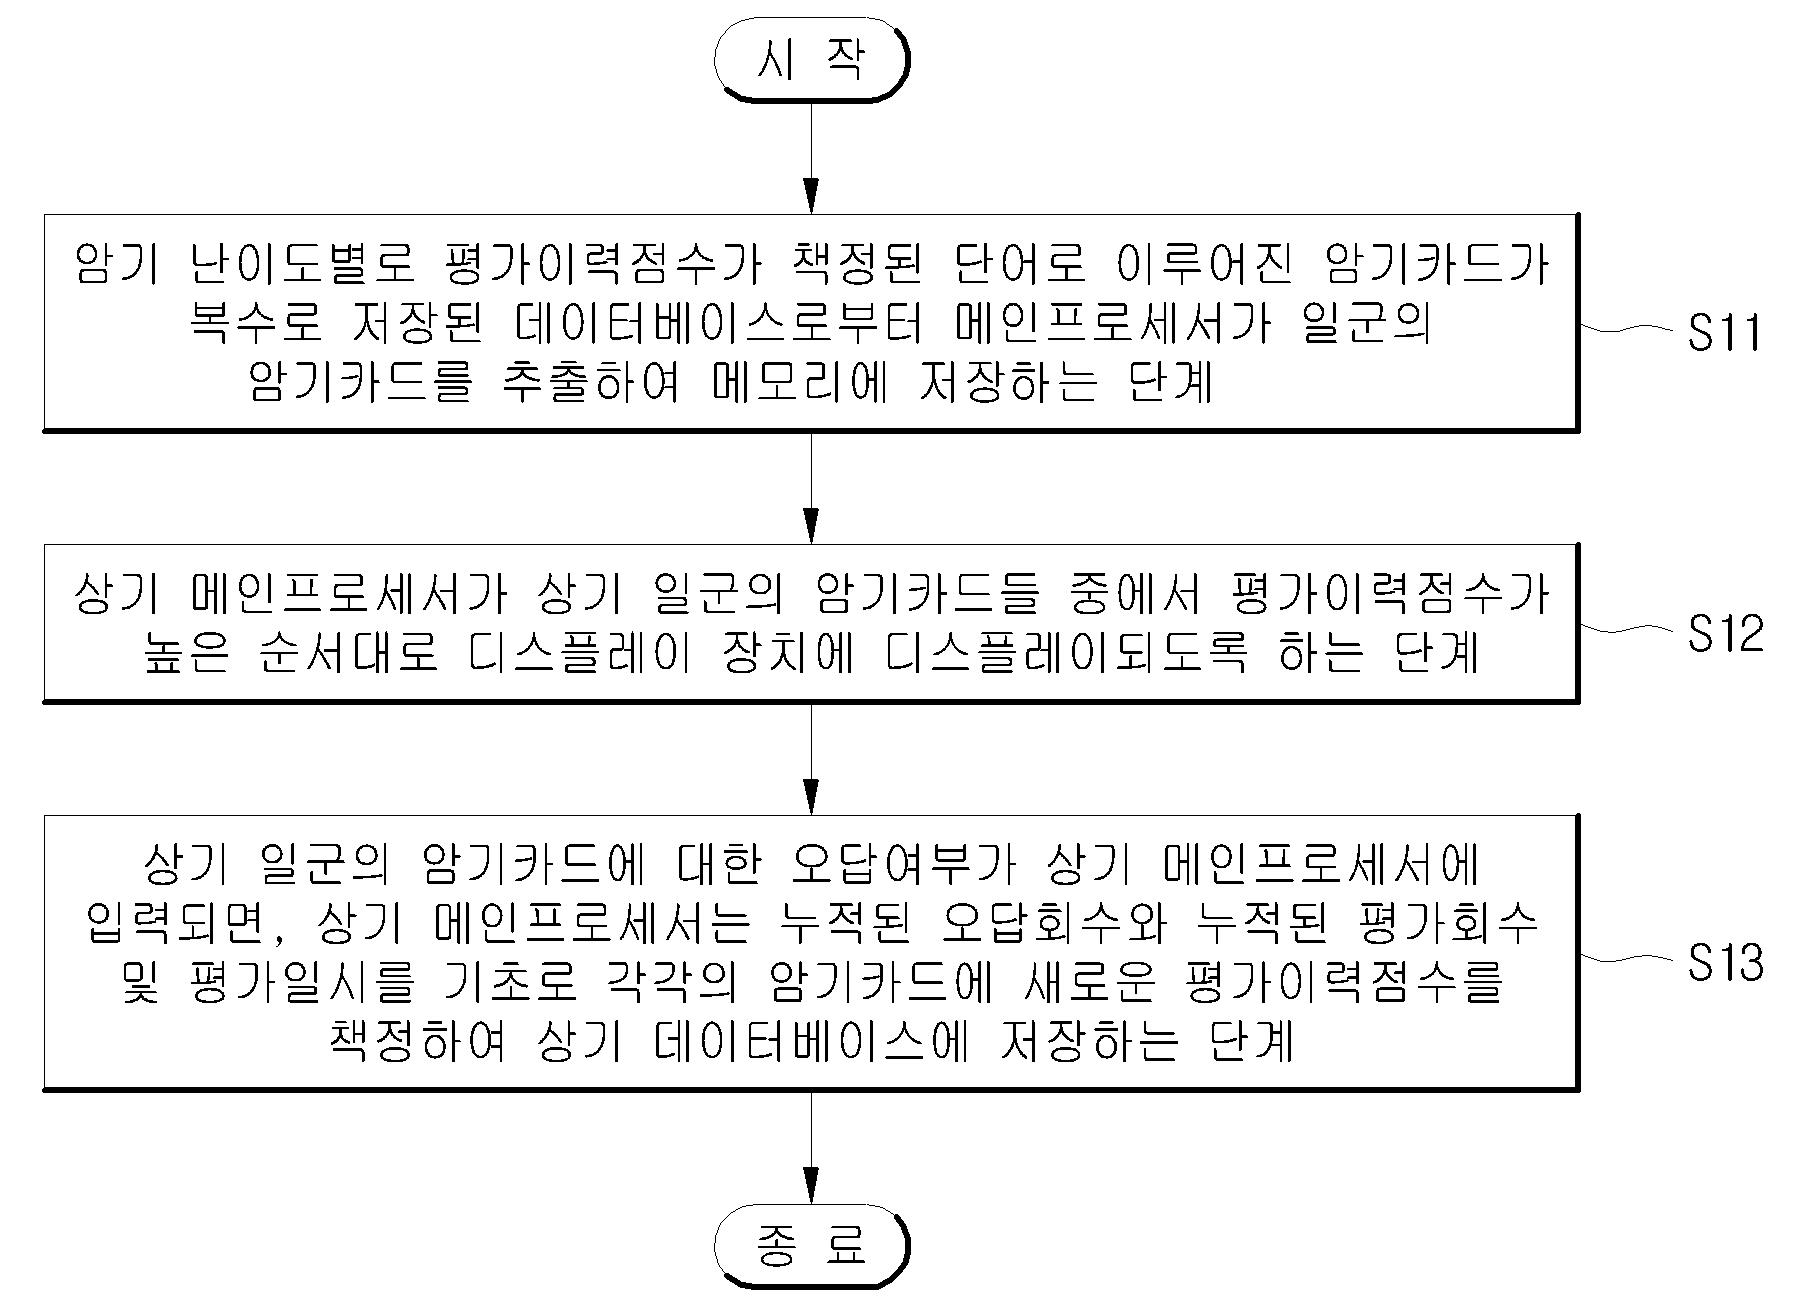 시 작
암기 난이도별로 평가이력점수가 책정된 단어로 이루어진 암기카드가
복수로 저장된 데이터베이스로부터 메인프로세서가 일군의
암기카드를 추출하여 메모리에 저장하는 단계
S11
상기 메인프로세서가 상기 일군의 암기카드들 중에서 평가이력점수가
높은 순서대로 디스플레이 장치에 디스플레이되도록 하는 단계
S12
상기 일군의 암기카드에 대한 오답여부가 상기 메인프로세서에
입력되면, 상기 메인프로세서는 누적된 오답회수와 누적된 평가회수
및 평가일시를 기초로 각각의 암기카드에 새로운 평가이력점수를
책정하여 상기 데이터베이스에 저장하는 단계
S13
종 료